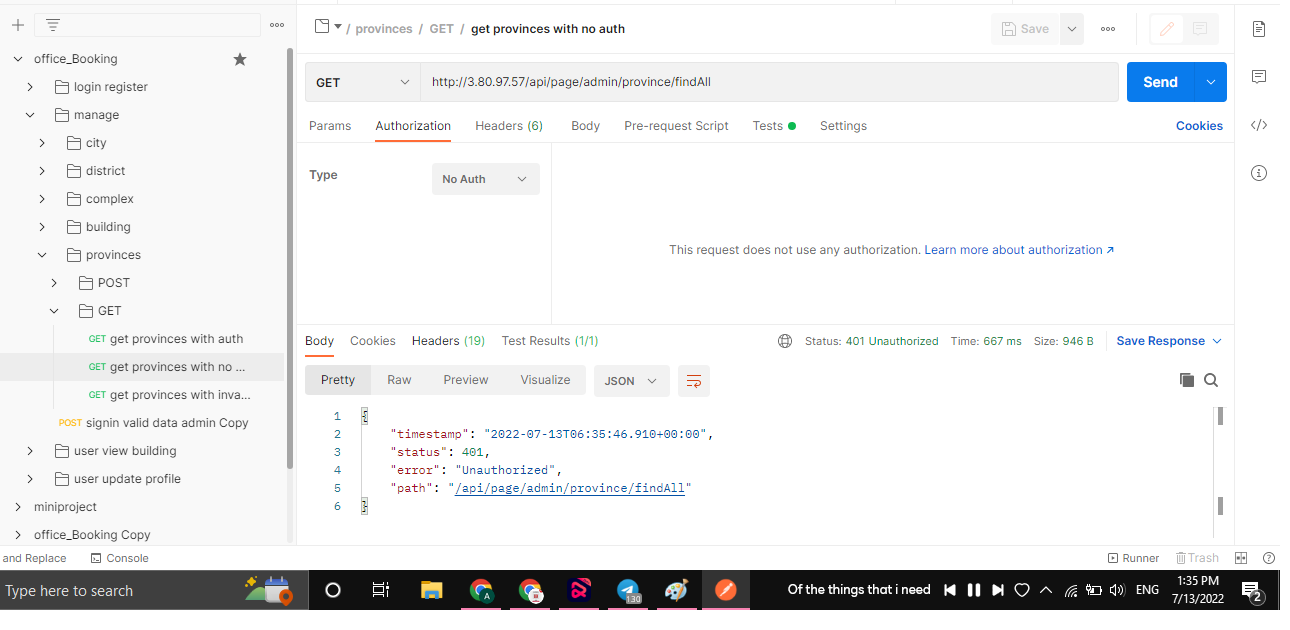 office_Booking
login register
manage
city
district
complex
building
provinces
POST
GET
GET get provinces with auth
GET get provinces with no ...
GET get provinces with inva...
POST signin valid data admin Copy
user view building
user update profile
miniproject
office_Booking Copy
/ provinces / GET / get provinces with no auth
Save
GET
http://3.80.97.57/api/page/admin/province/findAll
Send
Params Authorization Headers (6) Body Pre-request Script Tests Settings Cookies
Type
No Auth
This request does not use any authorization. Learn more about authorization ↗
Body Cookies Headers (19) Test Results (1/1)
Status: 401 Unauthorized Time: 667 ms Size: 946 B Save Response
Pretty Raw Preview Visualize JSON
1 {
2 "timestamp": "2022-07-13T06:35:46.910+00:00",
3 "status": 401,
4 "error": "Unauthorized",
5 "path": "/api/page/admin/province/findAll"
6 }
and Replace Console
Runner Trash
Type here to search
A
130
Of the things that i need
ENG
1:35 PM
7/13/2022
2